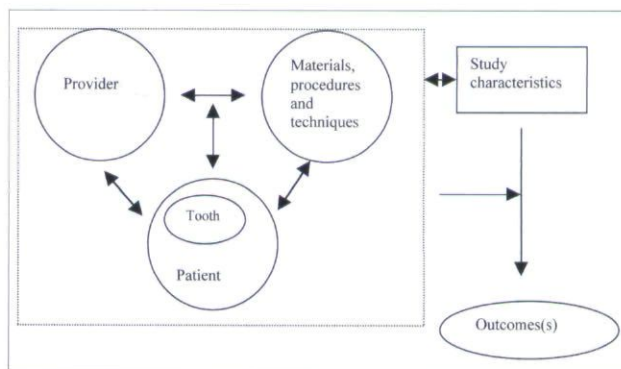 Provider
Materials,
procedures
and
techniques
Study
characteristics
Tooth
Patient
Outcomes(s)